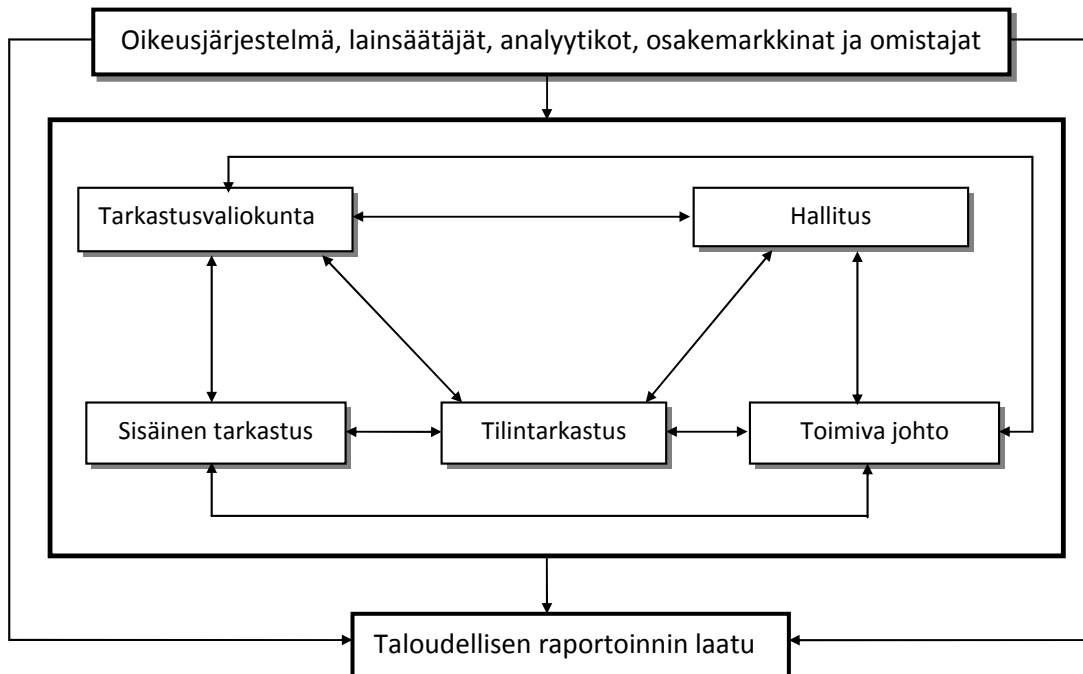 Oikeusjärjestelmä, lainsäätäjät, analyytikot, osakemarkkinat ja omistajat
Tarkastusvaliokunta
Hallitus
Sisäinen tarkastus
Tilintarkastus
Toimiva johto
Taloudellisen raportoinnin laatu